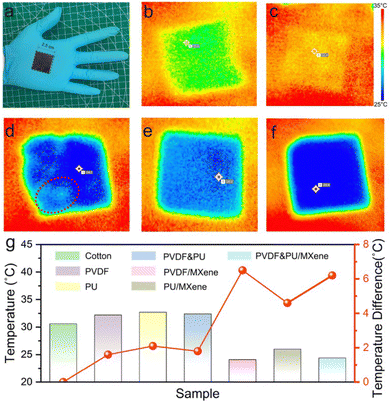 a
b
c
35°C
25°C
d
e
f
g
Cotton
PVDF
PU
PVDF&PU
PVDF/MXene
PU/MXene
PVDF&PU/MXene
Temperature (°C)
45
40
35
30
25
20
Temperature Difference(°C)
8
6
4
2
0
Sample